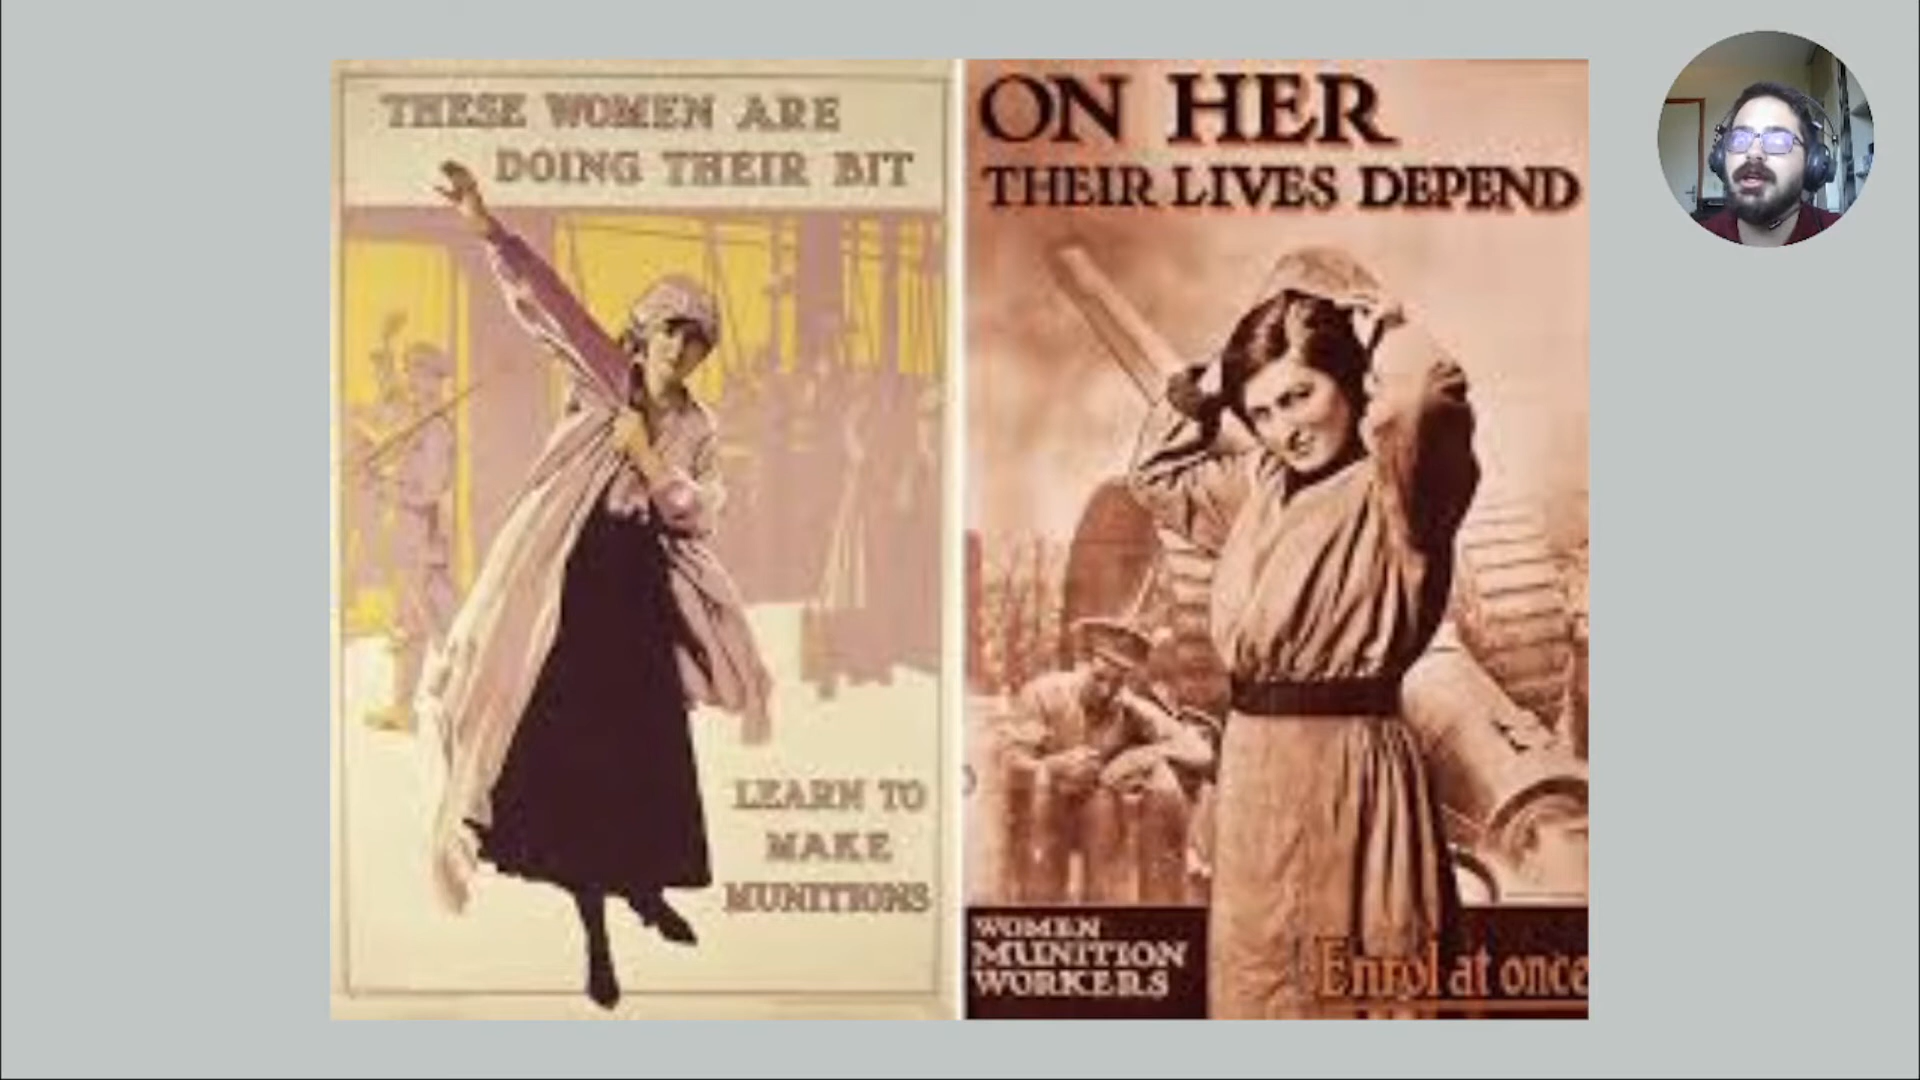 THESE WOMEN ARE
DOING THEIR BIT
LEARN TO
MAKE
MUNITIONS
ON HER
THEIR LIVES DEPEND
WOMEN
MUNITION
WORKERS
Enrol at once